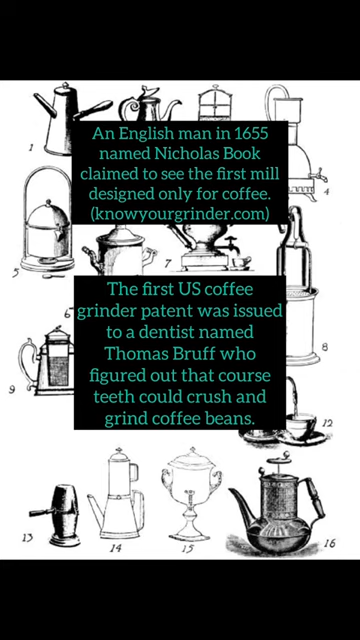 1
An English man in 1655
named Nicholas Book
claimed to see the first mill
designed only for coffee.
(knowyourgrinder.com)
4
5
7
The first US coffee
grinder patent was issued
to a dentist named
Thomas Bruff who
figured out that course
teeth could crush and
grind coffee beans.
6
8
9
12
13
14
15
16